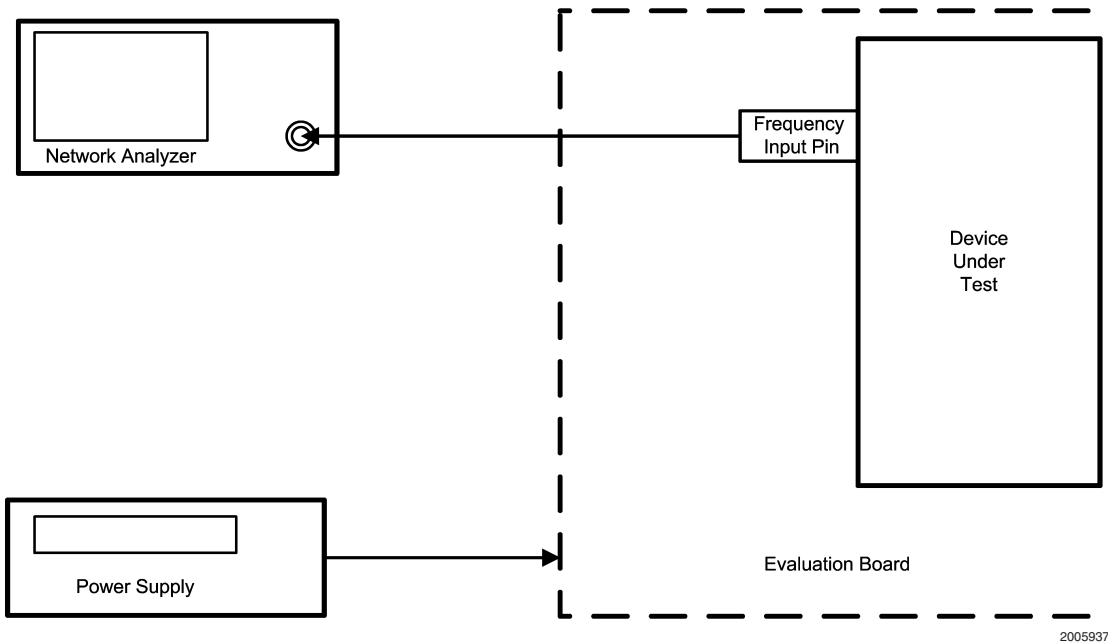 Network Analyzer
Frequency
Input Pin
Device
Under
Test
Power Supply
Evaluation Board
2005937